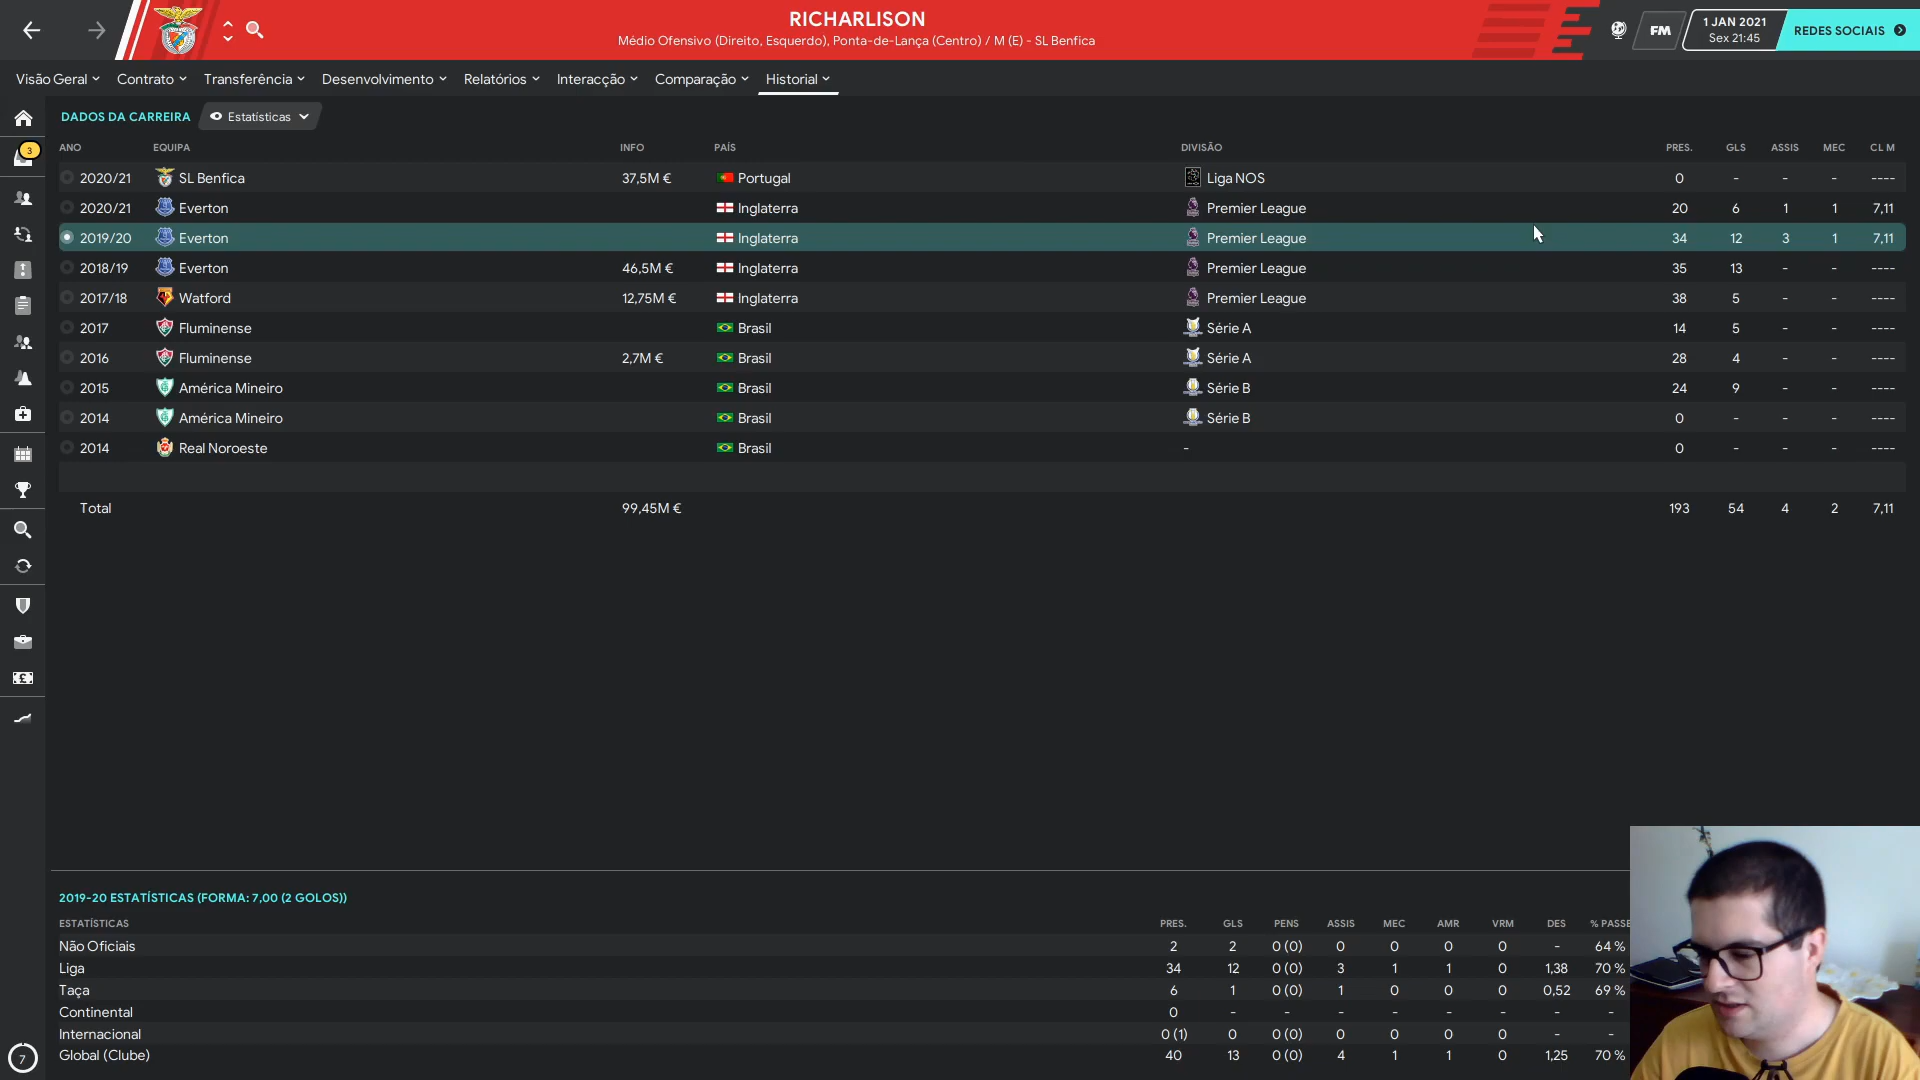 RICHARLISON
Médio Ofensivo (Direito, Esquerdo), Ponta-de-Lança (Centro) / M (E) - SL Benfica
FM
1 JAN 2021
Sex 21:45
REDES SOCIAIS
Visão Geral Contrato Transferência Desenvolvimento Relatórios Interacção Comparação Historial
DADOS DA CARREIRA Estatísticas
3
ANO EQUIPA INFO PAÍS DIVISÃO PRES. GLS ASSIS MEC CL M
2020/21 SL Benfica 37,5M € Portugal Liga NOS 0 - - - ----
2020/21 Everton Inglaterra Premier League 20 6 1 1 7,11
2019/20 Everton Inglaterra Premier League 34 12 3 1 7,11
2018/19 Everton 46,5M € Inglaterra Premier League 35 13 - - ----
2017/18 Watford 12,75M € Inglaterra Premier League 38 5 - - ----
2017 Fluminense Brasil Série A 14 5 - - ----
2016 Fluminense 2,7M € Brasil Série A 28 4 - - ----
2015 América Mineiro Brasil Série B 24 9 - - ----
2014 América Mineiro Brasil Série B 0 - - - ----
2014 Real Noroeste Brasil - 0 - - - ----
Total 99,45M € 193 54 4 2 7,11
2019-20 ESTATÍSTICAS (FORMA: 7,00 (2 GOLOS))
ESTATÍSTICAS PRES. GLS PENS ASSIS MEC AMR VRM DES % PASSE
Não Oficiais 2 2 0 (0) 0 0 0 0 - 64 %
Liga 34 12 0 (0) 3 1 1 0 1,38 70 %
Taça 6 1 0 (0) 1 0 0 0 0,52 69 %
Continental 0 - - - - - - - -
Internacional 0 (1) 0 0 (0) 0 0 0 0 - -
Global (Clube) 40 13 0 (0) 4 1 1 0 1,25 70 %
7